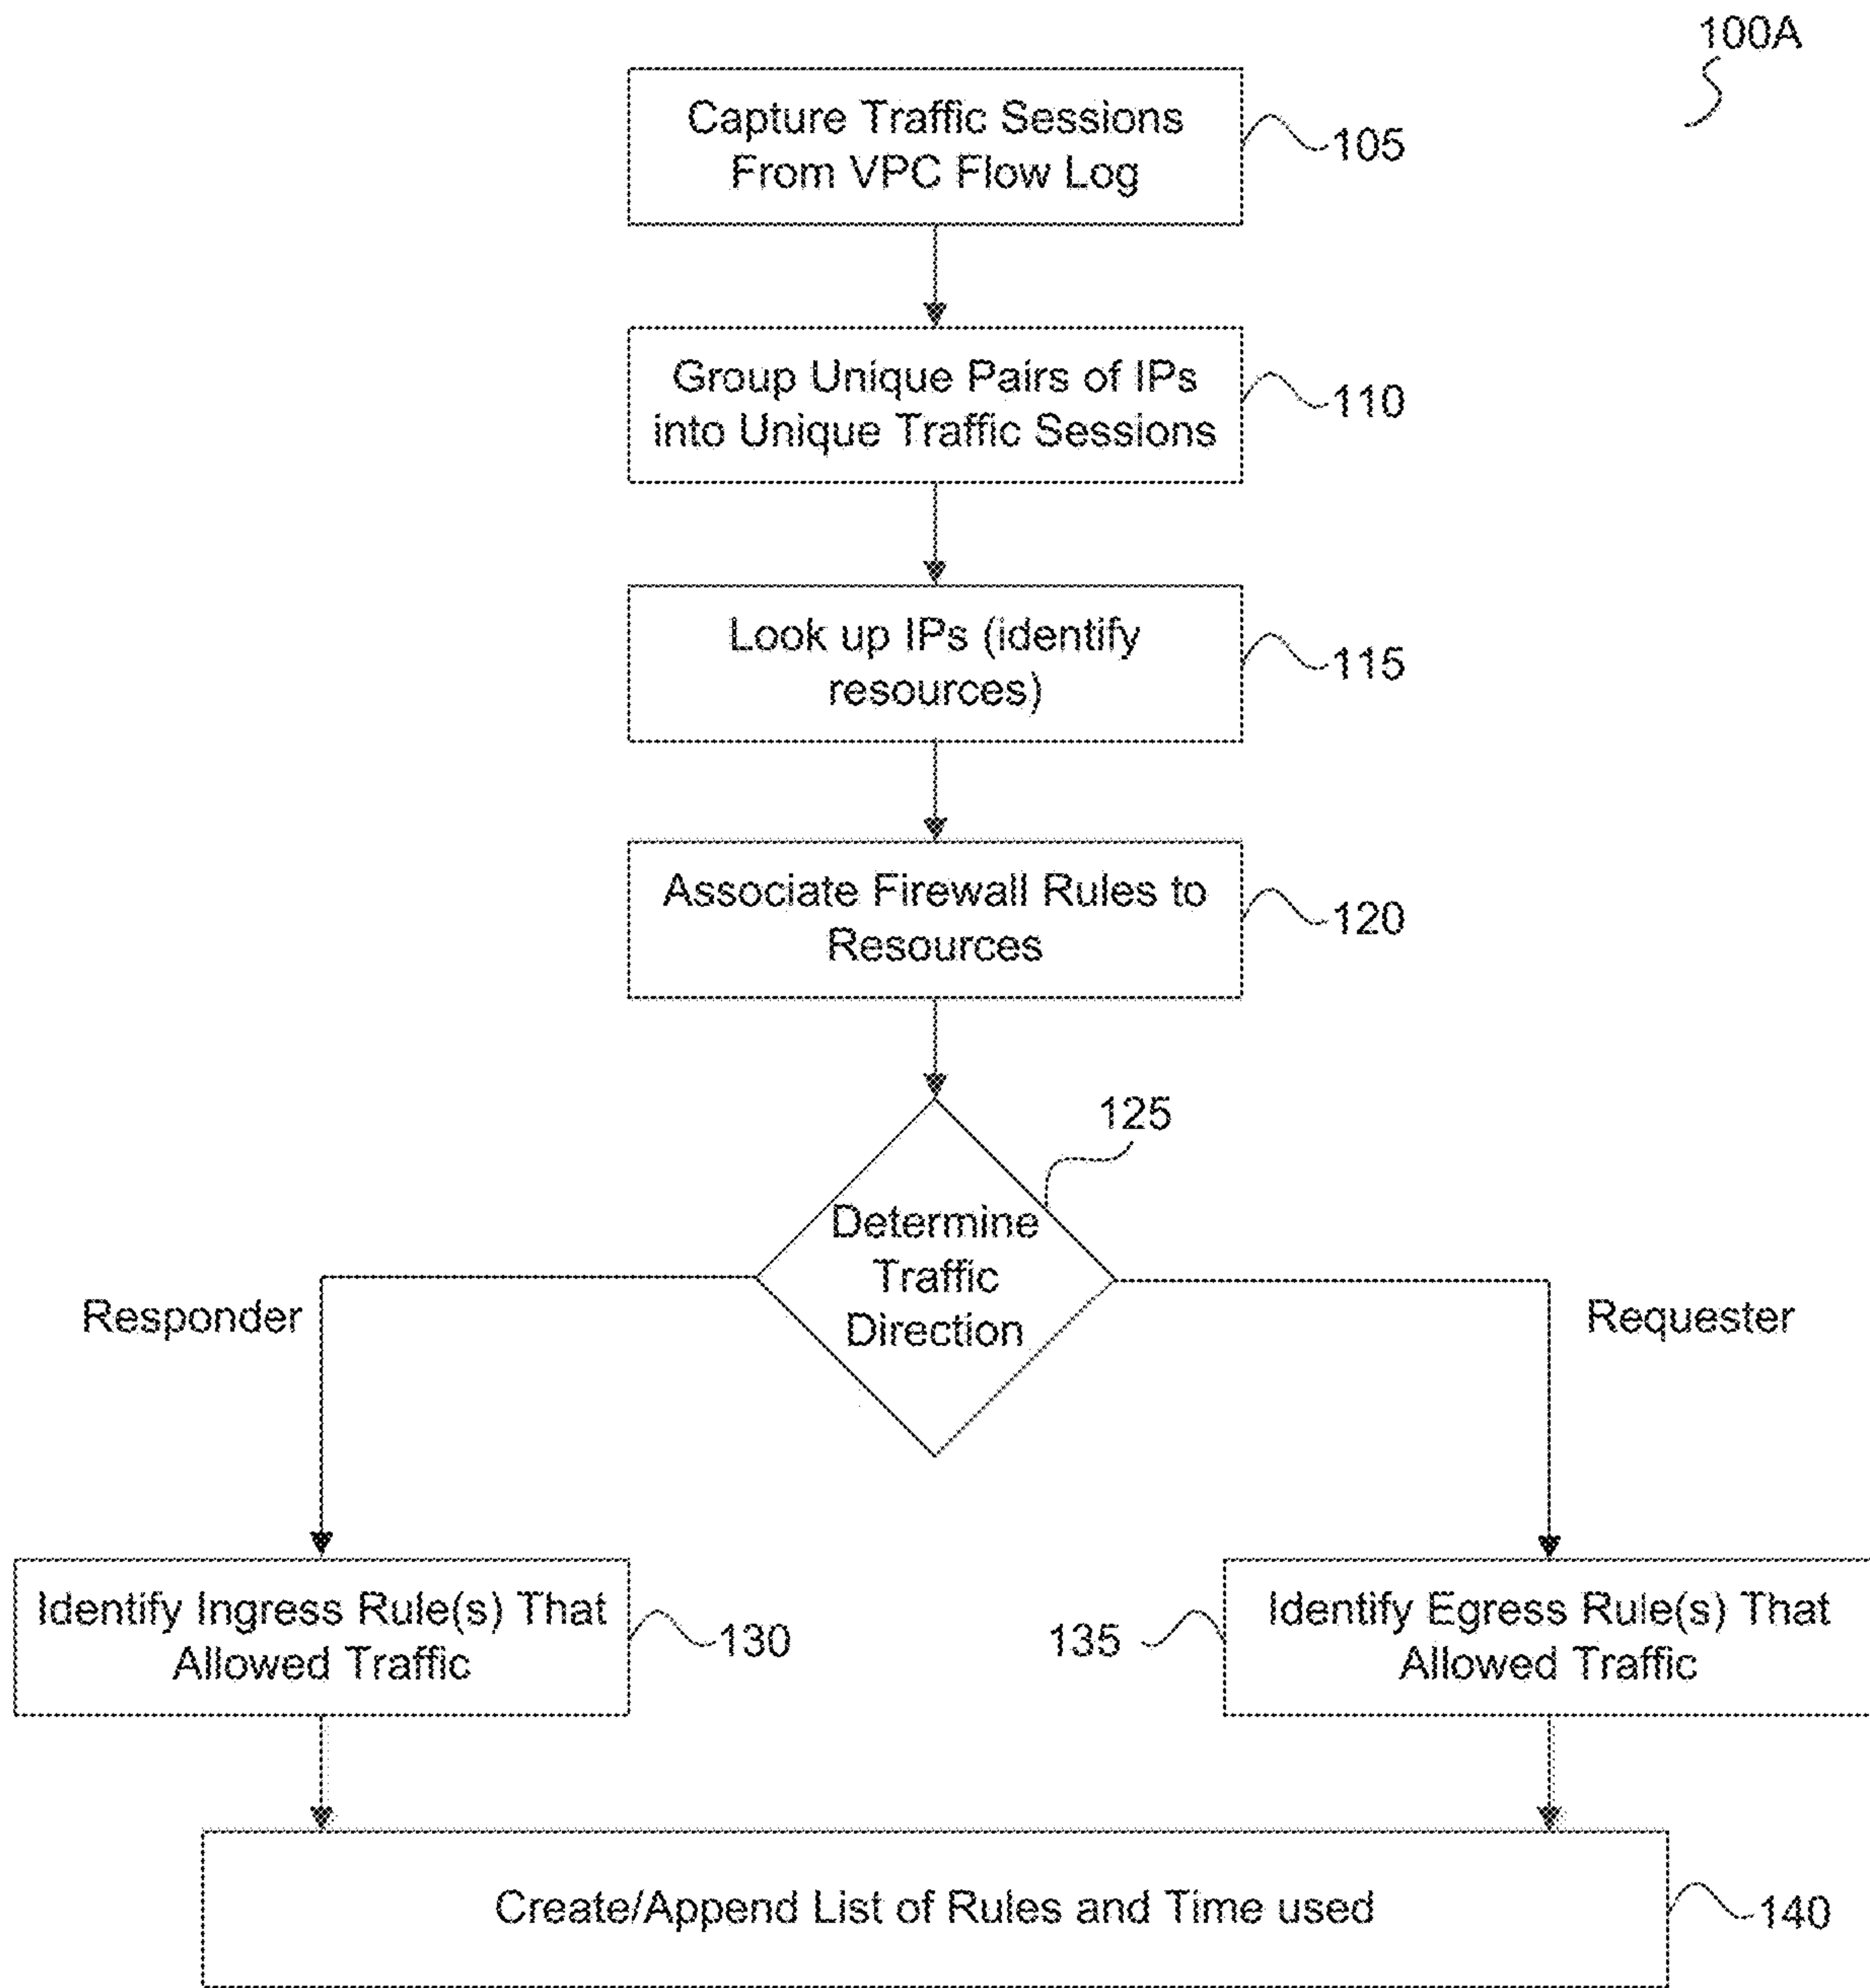 100A
Capture Traffic Sessions
From VPC Flow Log
105
Group Unique Pairs of IPs
into Unique Traffic Sessions
110
Look up IPs (identify
resources)
115
Associate Firewall Rules to
Resources
120
125
Determine
Traffic
Direction
Responder
Requester
Identify Ingress Rule(s) That
Allowed Traffic
130
135
Identify Egress Rule(s) That
Allowed Traffic
Create/Append List of Rules and Time used
140